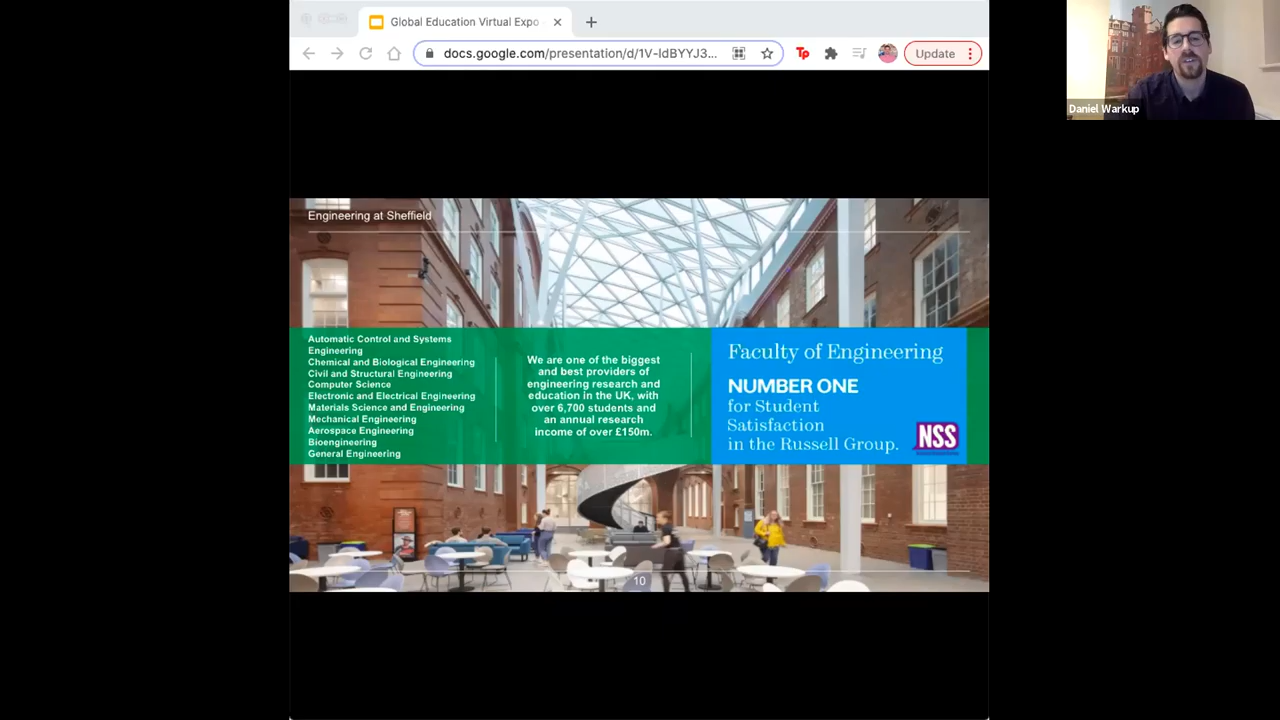 Global Education Virtual Expo
docs.google.com/presentation/d/1V-IdBYYJ3...
Tp
Update
Daniel Warkup
Engineering at Sheffield
Automatic Control and Systems
Engineering
Chemical and Biological Engineering
Civil and Structural Engineering
Computer Science
Electronic and Electrical Engineering
Materials Science and Engineering
Mechanical Engineering
Aerospace Engineering
Bioengineering
General Engineering
We are one of the biggest
and best providers of
engineering research and
education in the UK, with
over 6,700 students and
an annual research
income of over £150m.
Faculty of Engineering
NUMBER ONE
for Student
Satisfaction
in the Russell Group.
NSS
10